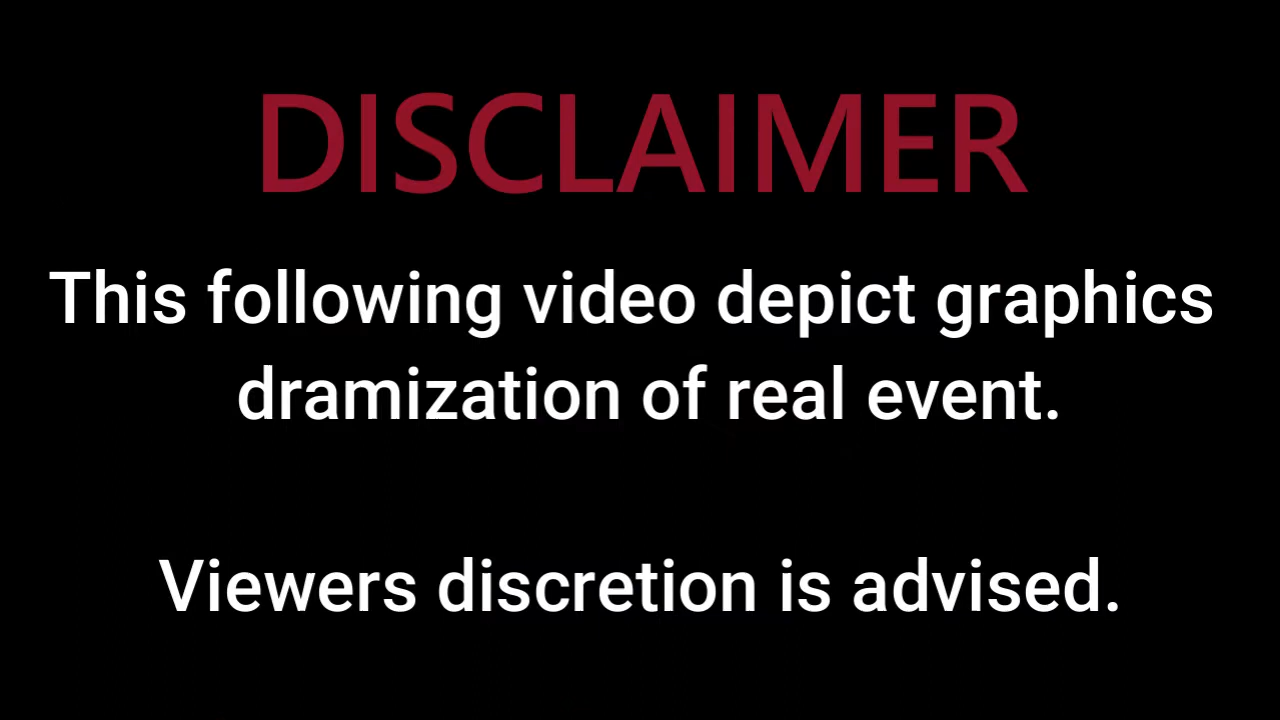 DISCLAIMER
This following video depict graphics
dramization of real event.
Viewers discretion is advised.